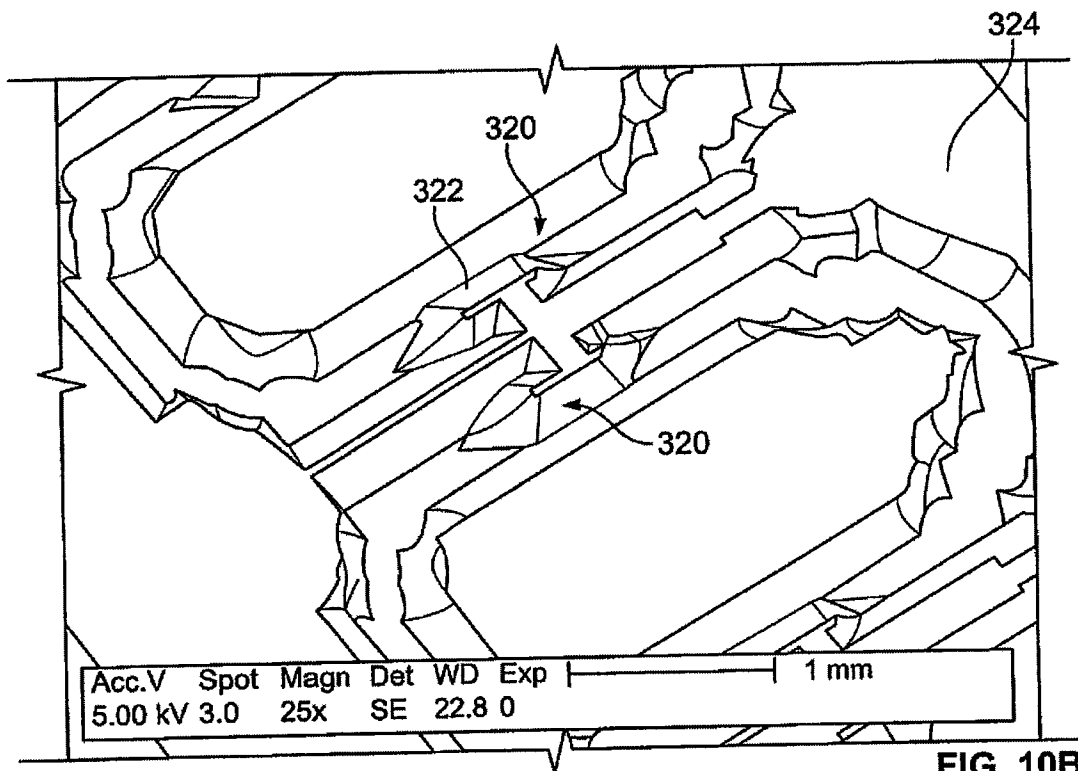 324
320
322
320
Acc.V Spot Magn Det WD Exp 1 mm
5.00 kV 3.0 25x SE 22.8 0
FIG. 10B